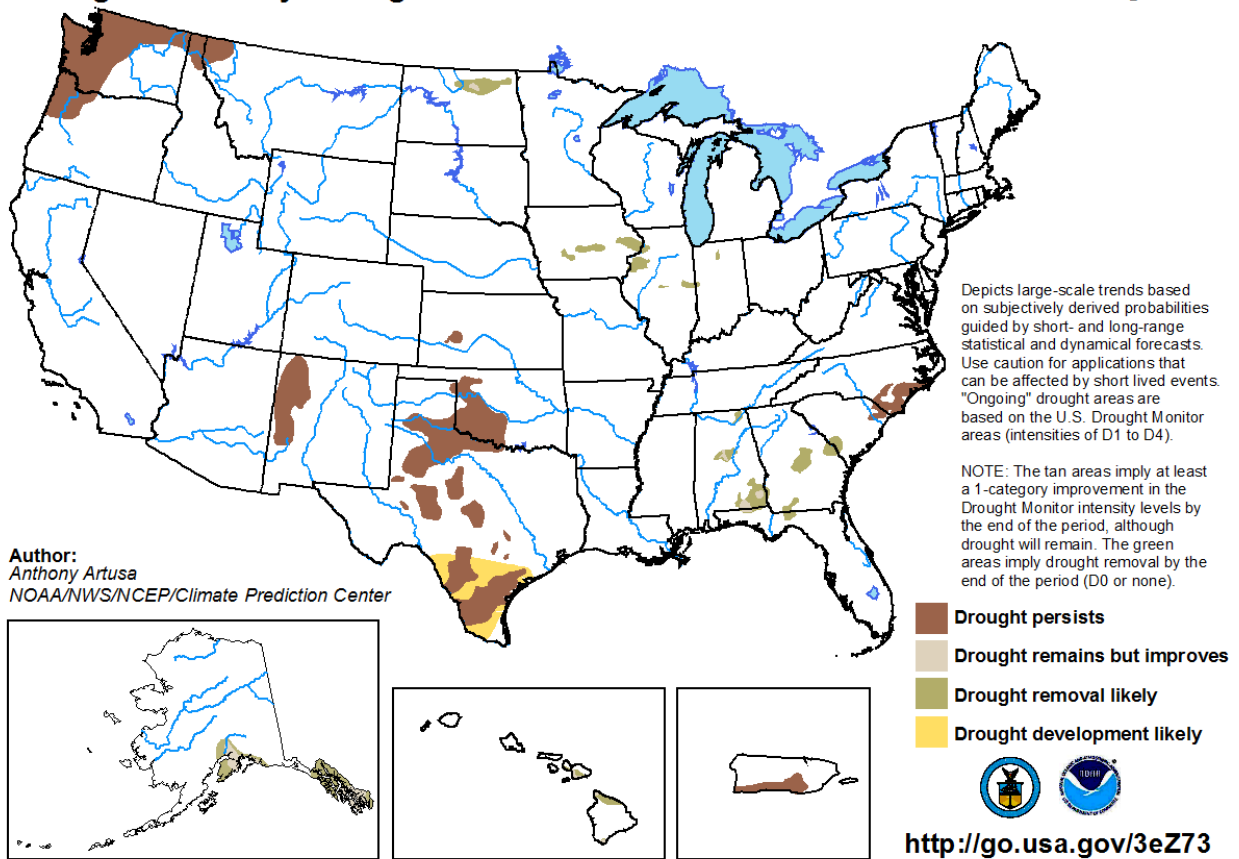 Depicts large-scale trends based
on subjectively derived probabilities
guided by short- and long-range
statistical and dynamical forecasts.
Use caution for applications that
can be affected by short lived events.
"Ongoing" drought areas are
based on the U.S. Drought Monitor
areas (intensities of D1 to D4).
NOTE: The tan areas imply at least
a 1-category improvement in the
Drought Monitor intensity levels by
the end of the period, although
drought will remain. The green
areas imply drought removal by the
end of the period (D0 or none).
Author:
Anthony Artusa
NOAA/NWS/NCEP/Climate Prediction Center
Drought persists
Drought remains but improves
Drought removal likely
Drought development likely
http://go.usa.gov/3eZ73